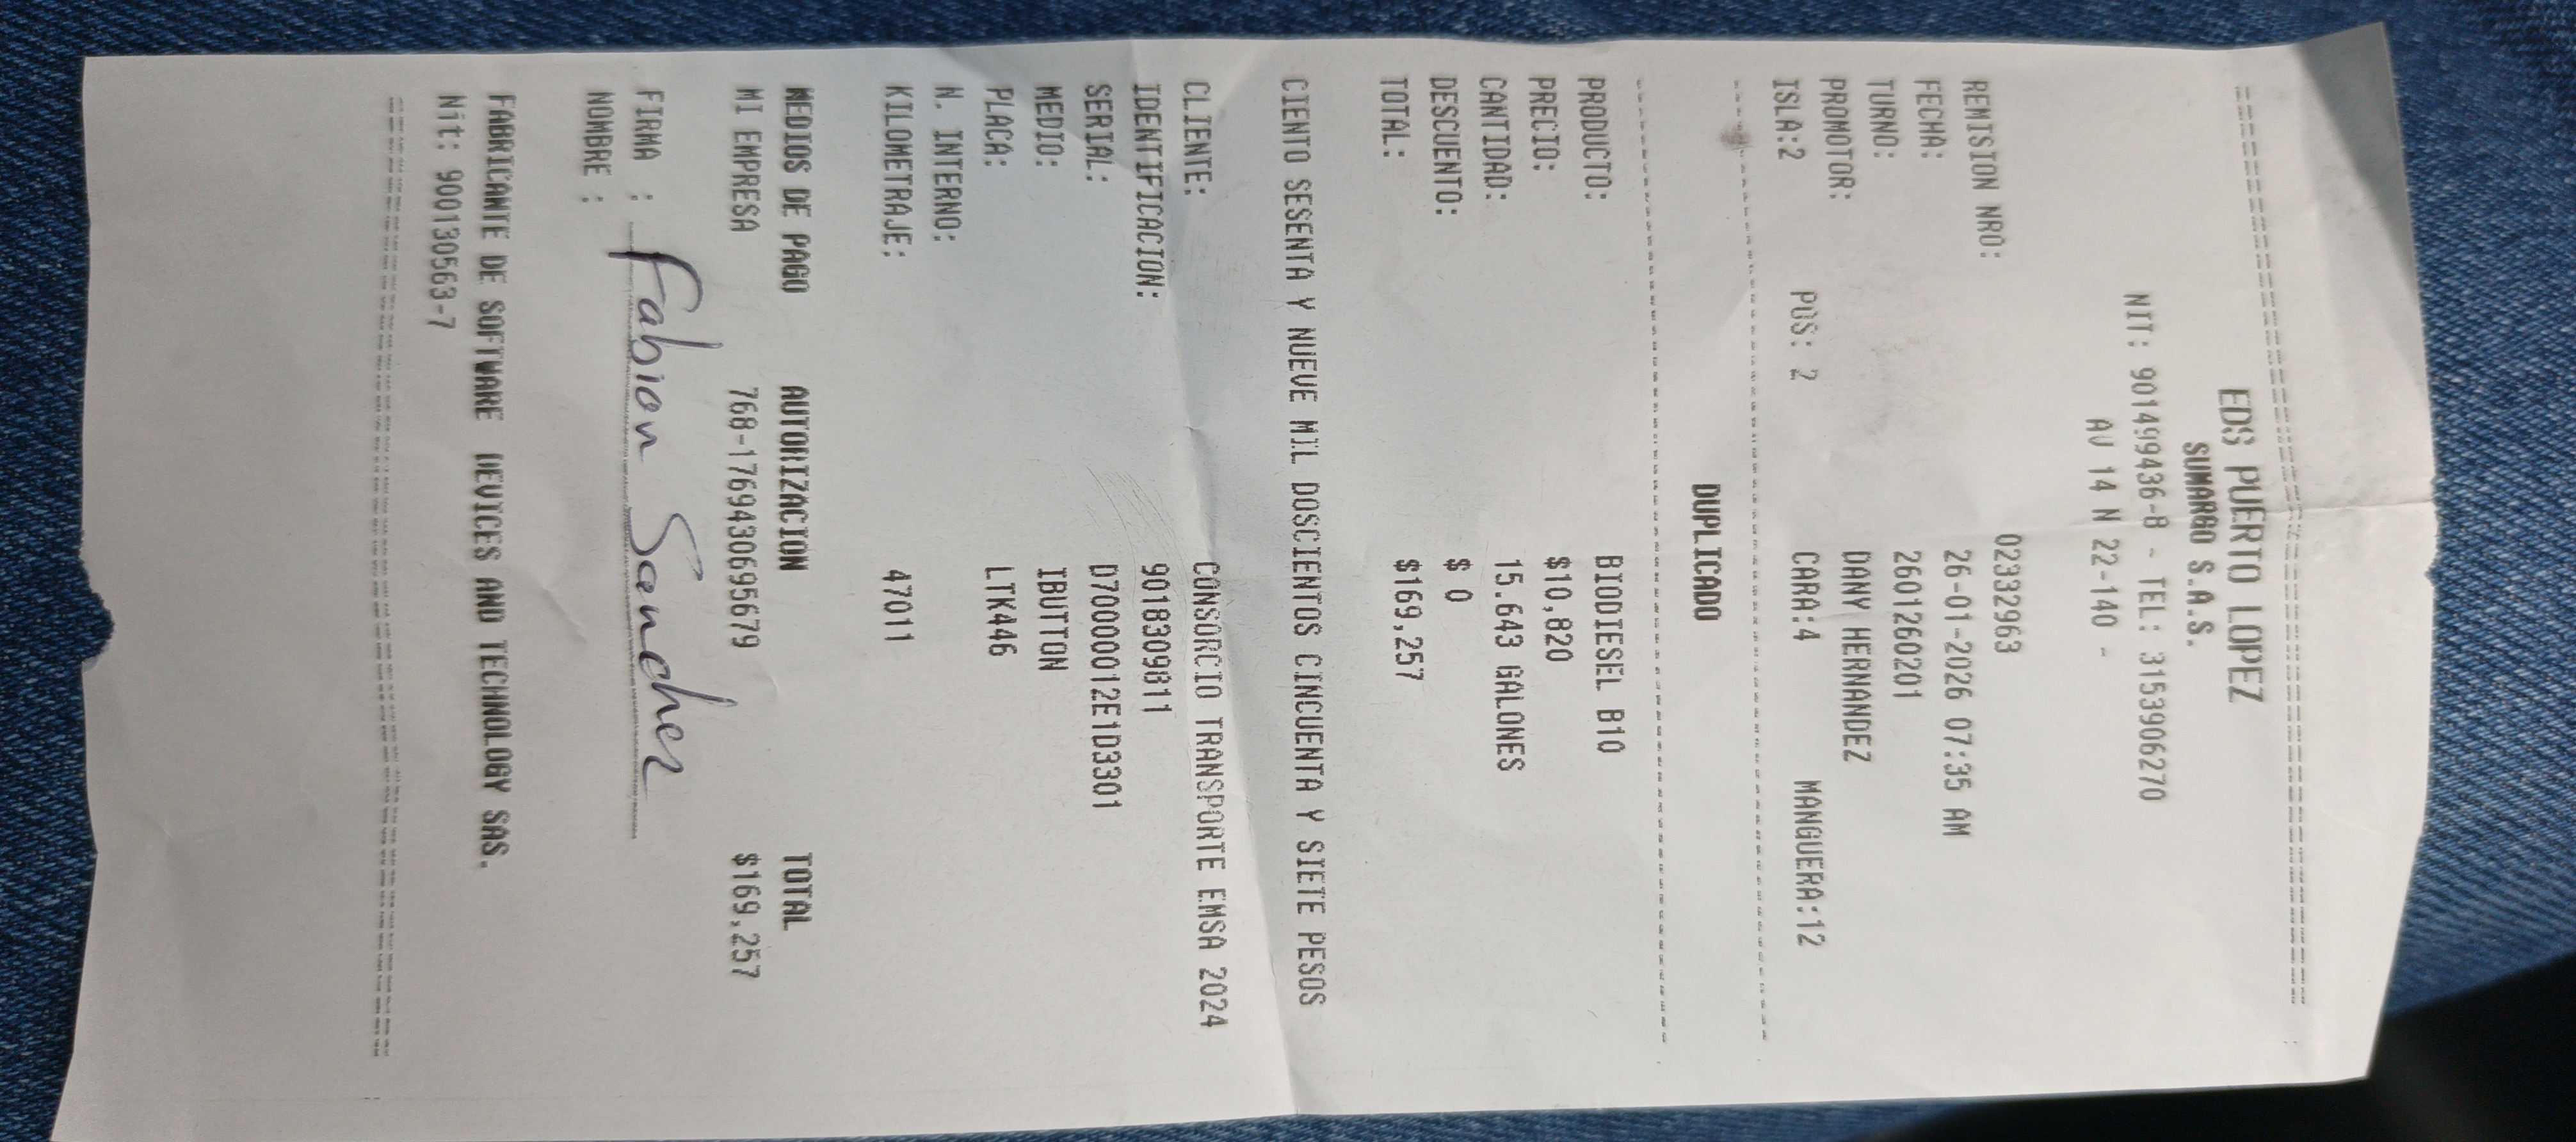 EDS PUERTO LOPEZ
SUMARGO S.A.S.
NIT: 901499436-8 - TEL: 3153906270
AV 14 N 22-140 -
REMISION NRO: 02332963
FECHA: 26-01-2026 07:35 AM
TURNO: 2601260201
PROMOTOR: DANY HERNANDEZ
ISLA:2 POS: 2 CARA:4 MANGUERA:12
DUPLICADO
PRODUCTO: BIODIESEL B10
PRECIO: $10,820
CANTIDAD: 15.643 GALONES
DESCUENTO: $ 0
TOTAL: $169,257
CIENTO SESENTA Y NUEVE MIL DOSCIENTOS CINCUENTA Y SIETE PESOS
CLIENTE: CONSORCIO TRANSPORTE EMSA 2024
IDENTIFICACION: 9018309811
SERIAL: D70000012E1D3301
MEDIO: IBUTTON
PLACA: LTK446
N. INTERNO:
KILOMETRAJE: 47011
MEDIOS DE PAGO AUTORIZACION TOTAL
MI EMPRESA 768-1769430695679 $169,257
FIRMA : Fabian Sanchez
NOMBRE :
FABRICANTE DE SOFTWARE DEVICES AND TECHNOLOGY SAS.
Nit: 900130563-7